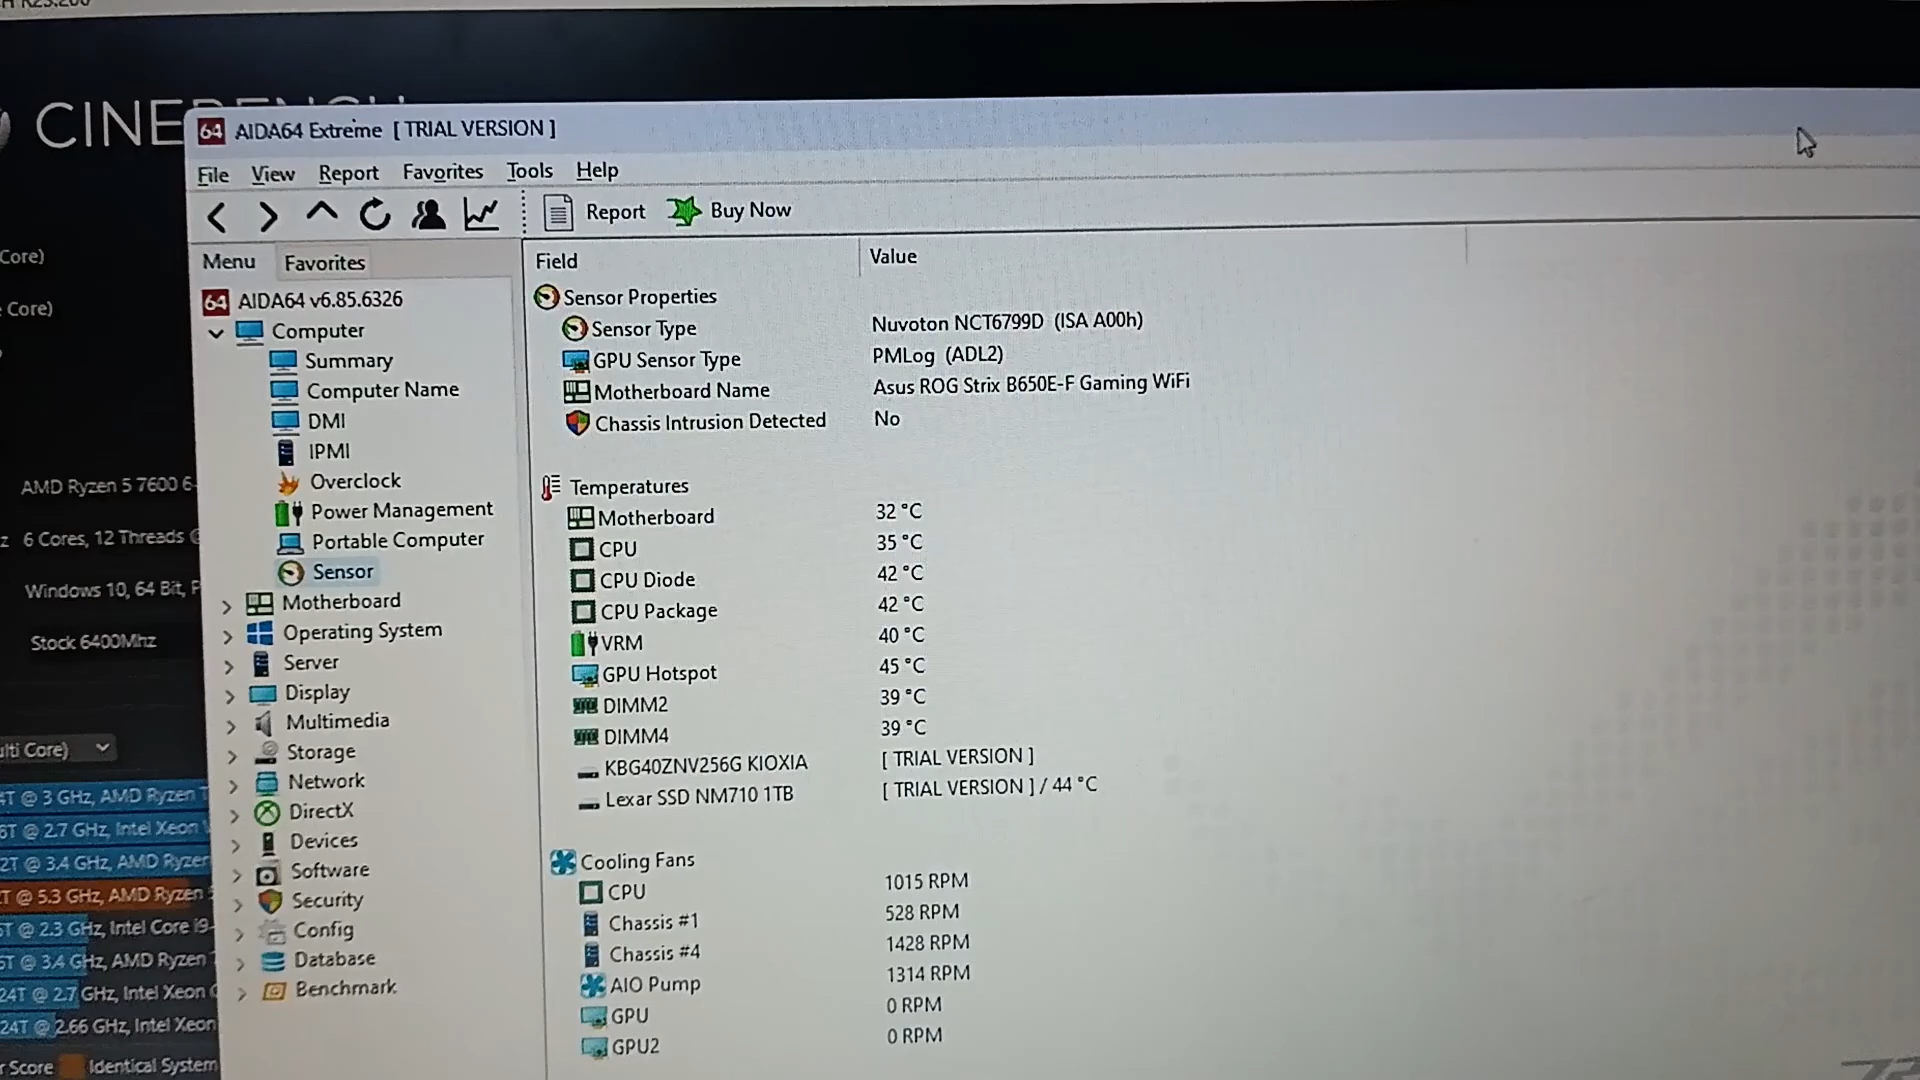 CINE
AIDA64 Extreme [ TRIAL VERSION ]
File View Report Favorites Tools Help
Report Buy Now
Menu Favorites
Field Value
AIDA64 v6.85.6326
Computer
Summary
Computer Name
DMI
IPMI
Overclock
Power Management
Portable Computer
Sensor
Motherboard
Operating System
Server
Display
Multimedia
Storage
Network
DirectX
Devices
Software
Security
Config
Database
Benchmark
Sensor Properties
Sensor Type Nuvoton NCT6799D (ISA A00h)
GPU Sensor Type PMLog (ADL2)
Motherboard Name Asus ROG Strix B650E-F Gaming WiFi
Chassis Intrusion Detected No
Temperatures
Motherboard 32 °C
CPU 35 °C
CPU Diode 42 °C
CPU Package 42 °C
VRM 40 °C
GPU Hotspot 45 °C
DIMM2 39 °C
DIMM4 39 °C
KBG40ZNV256G KIOXIA [ TRIAL VERSION ]
Lexar SSD NM710 1TB [ TRIAL VERSION ] / 44 °C
Cooling Fans
CPU 1015 RPM
Chassis #1 528 RPM
Chassis #4 1428 RPM
AIO Pump 1314 RPM
GPU 0 RPM
GPU2 0 RPM
Core)
Core)
AMD Ryzen 5 7600 6-
z 6 Cores, 12 Threads
Windows 10, 64 Bit,
Stock 6400Mhz
ulti Core)
4T @ 3 GHz, AMD Ryzen
6T @ 2.7 GHz, Intel Xeon
2T @ 3.4 GHz, AMD Ryzen
T @ 5.3 GHz, AMD Ryzen
6T @ 2.3 GHz, Intel Core i9-
6T @ 3.4 GHz, AMD Ryzen
24T @ 2.7 GHz, Intel Xeon
24T @ 2.66 GHz, Intel Xeon
r Score Identical System